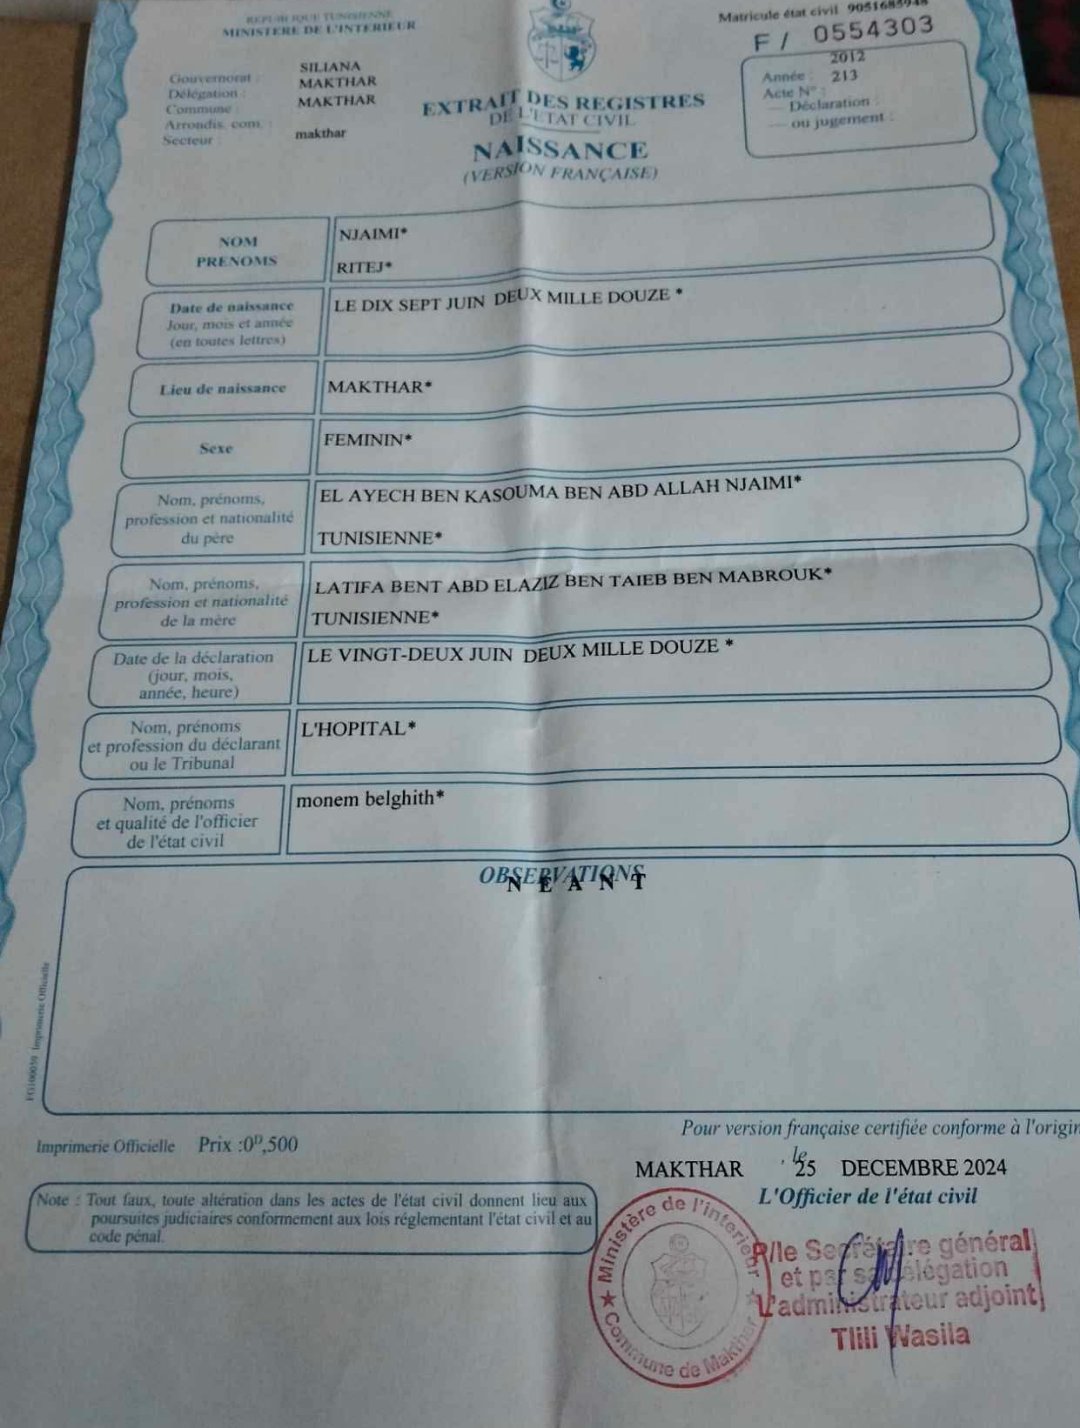 REPUBLIQUE TUNISIENNE
MINISTERE DE L'INTERIEUR
Matricule état civil 9051685948
F / 0554303
Gouvernorat : SILIANA
Délégation : MAKTHAR
Commune : MAKTHAR
Arrondis. com. :
Secteur : makthar
2012
Année : 213
Acte N° :
— Déclaration :
— ou jugement :
EXTRAIT DES REGISTRES
DE L'ETAT CIVIL
NAISSANCE
(VERSION FRANÇAISE)
NOM NJAIMI*
PRENOMS RITEJ*
Date de naissance LE DIX SEPT JUIN DEUX MILLE DOUZE *
Jour, mois et année
(en toutes lettres)
Lieu de naissance MAKTHAR*
Sexe FEMININ*
Nom, prénoms, EL AYECH BEN KASOUMA BEN ABD ALLAH NJAIMI*
profession et nationalité
du père TUNISIENNE*
Nom, prénoms, LATIFA BENT ABD ELAZIZ BEN TAIEB BEN MABROUK*
profession et nationalité
de la mère TUNISIENNE*
Date de la déclaration LE VINGT-DEUX JUIN DEUX MILLE DOUZE *
(jour, mois,
année, heure)
Nom, prénoms L'HOPITAL*
et profession du déclarant
ou le Tribunal
Nom, prénoms monem belghith*
et qualité de l'officier
de l'état civil
OBSERVATIONS
N E A N T
Imprimerie Officielle
Imprimerie Officielle Prix :0ᴰ,500
Pour version française certifiée conforme à l'origin
MAKTHAR , le 25 DECEMBRE 2024
L'Officier de l'état civil
Note : Tout faux, toute altération dans les actes de l'état civil donnent lieu aux
poursuites judiciaires conformement aux lois réglementant l'état civil et au
code pénal.
Ministère de l'interieur
★ Commune de Makthar ★
P/le Secrétaire général
et par sa délégation
L'administrateur adjoint
Tlili Wasila